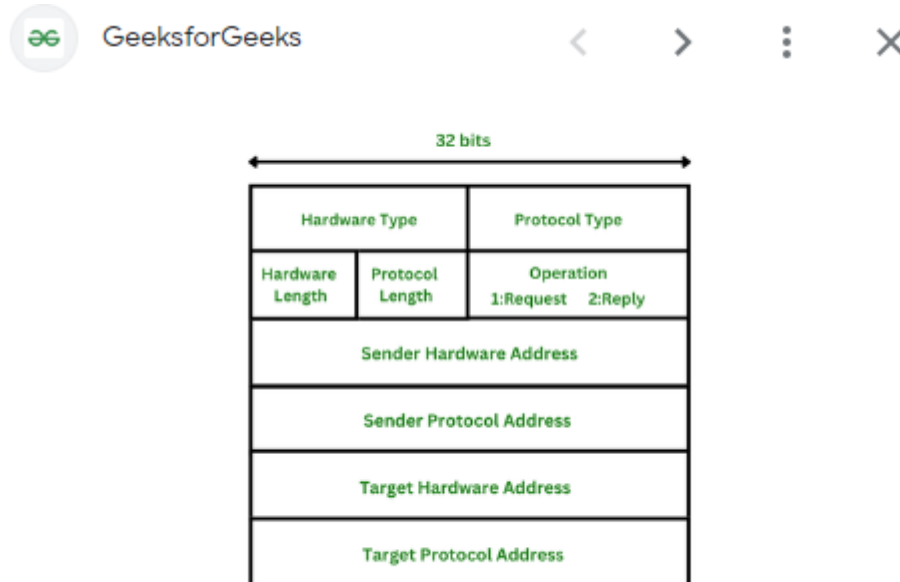 GeeksforGeeks
32 bits
Hardware Type
Protocol Type
Hardware
Length
Protocol
Length
Operation
1:Request 2:Reply
Sender Hardware Address
Sender Protocol Address
Target Hardware Address
Target Protocol Address